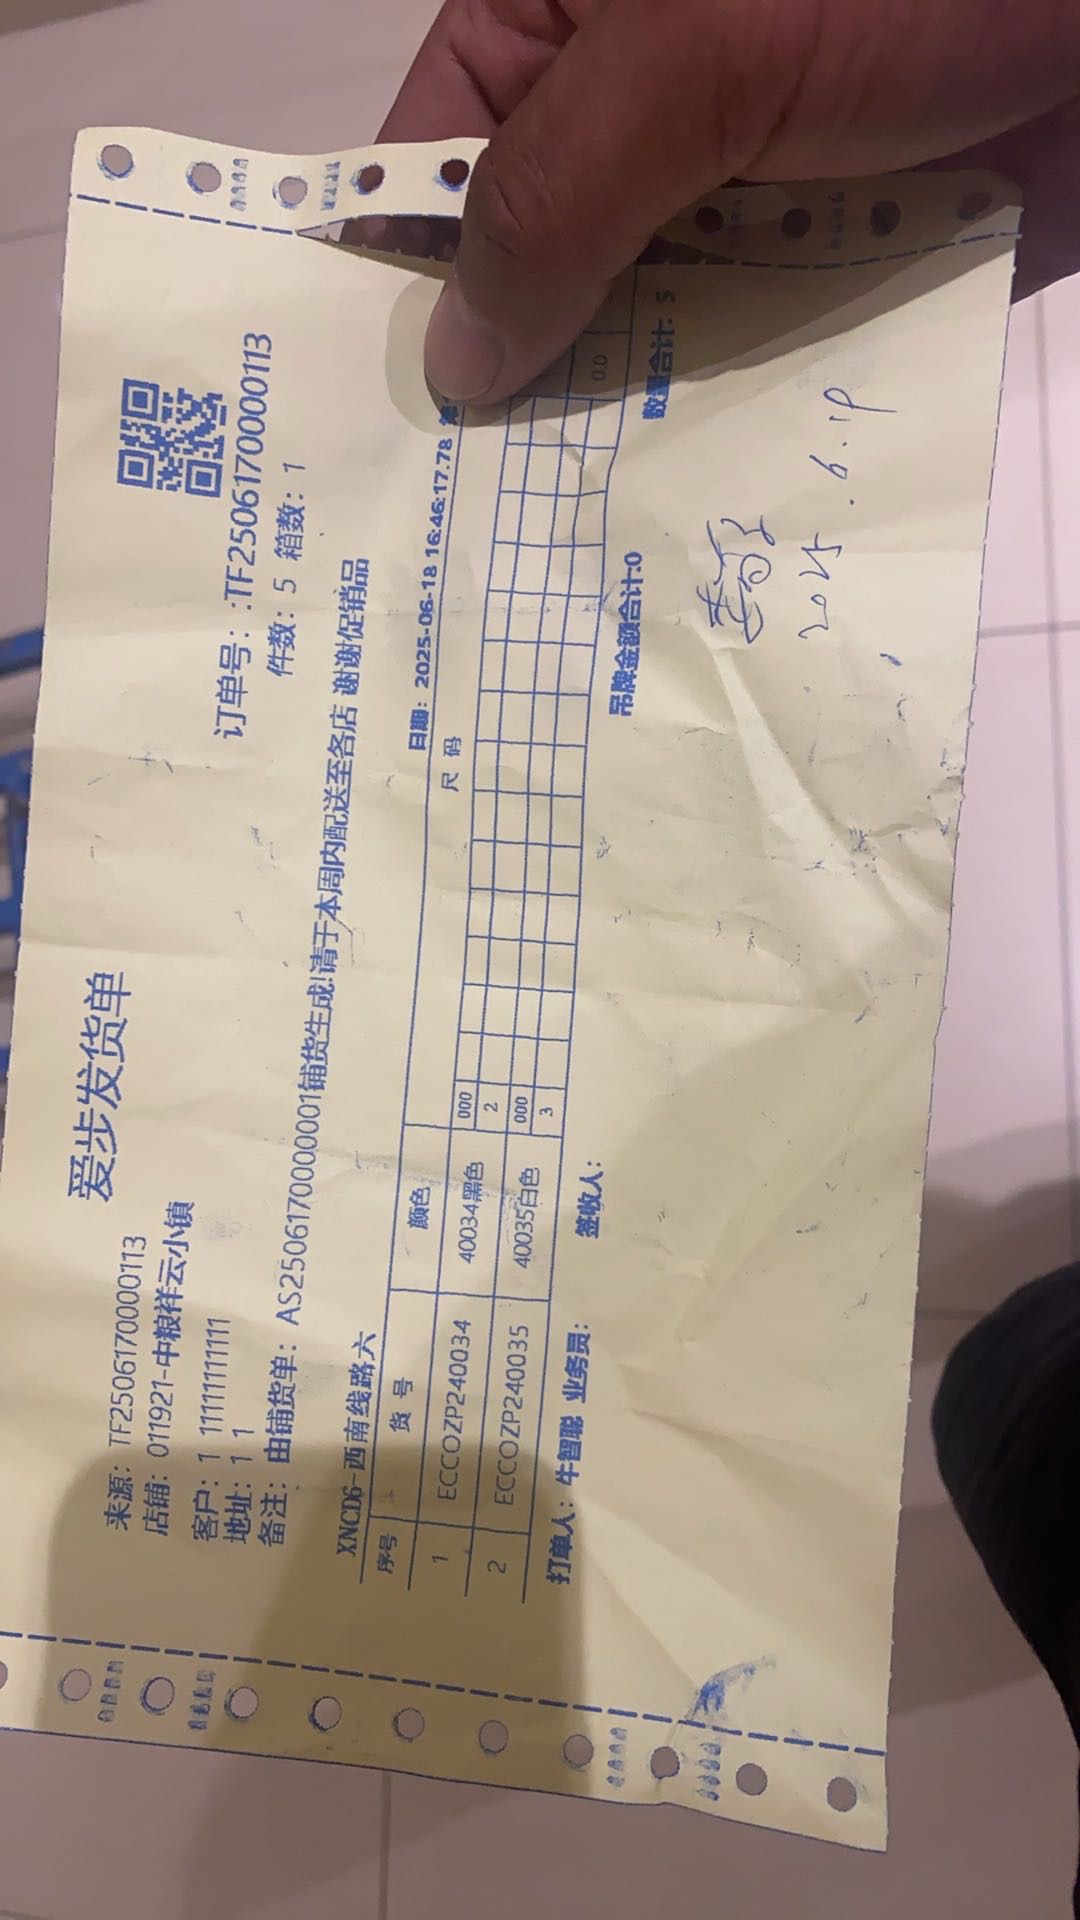 爱步发货单
来源：TF2506170000113
订单号：:TF2506170000113
店铺：011921-中粮祥云小镇
件数：5 箱数：1
客户：1 11111111111
地址：1 1
备注：由铺货单：AS250617000001铺货生成!请于本周内配送至各店 谢谢促销品
XNCD6-西南线路六 日期：2025-06-18 16:46:17.78 第
序号 货 号 颜色 尺 码
1 ECCOZP240034 40034黑色 000
2
2 ECCOZP240035 40035白色 000
3 0.0
打单人：牛智聪 业务员： 签收人： 吊牌金额合计:0 数量合计：5
2025.6.19